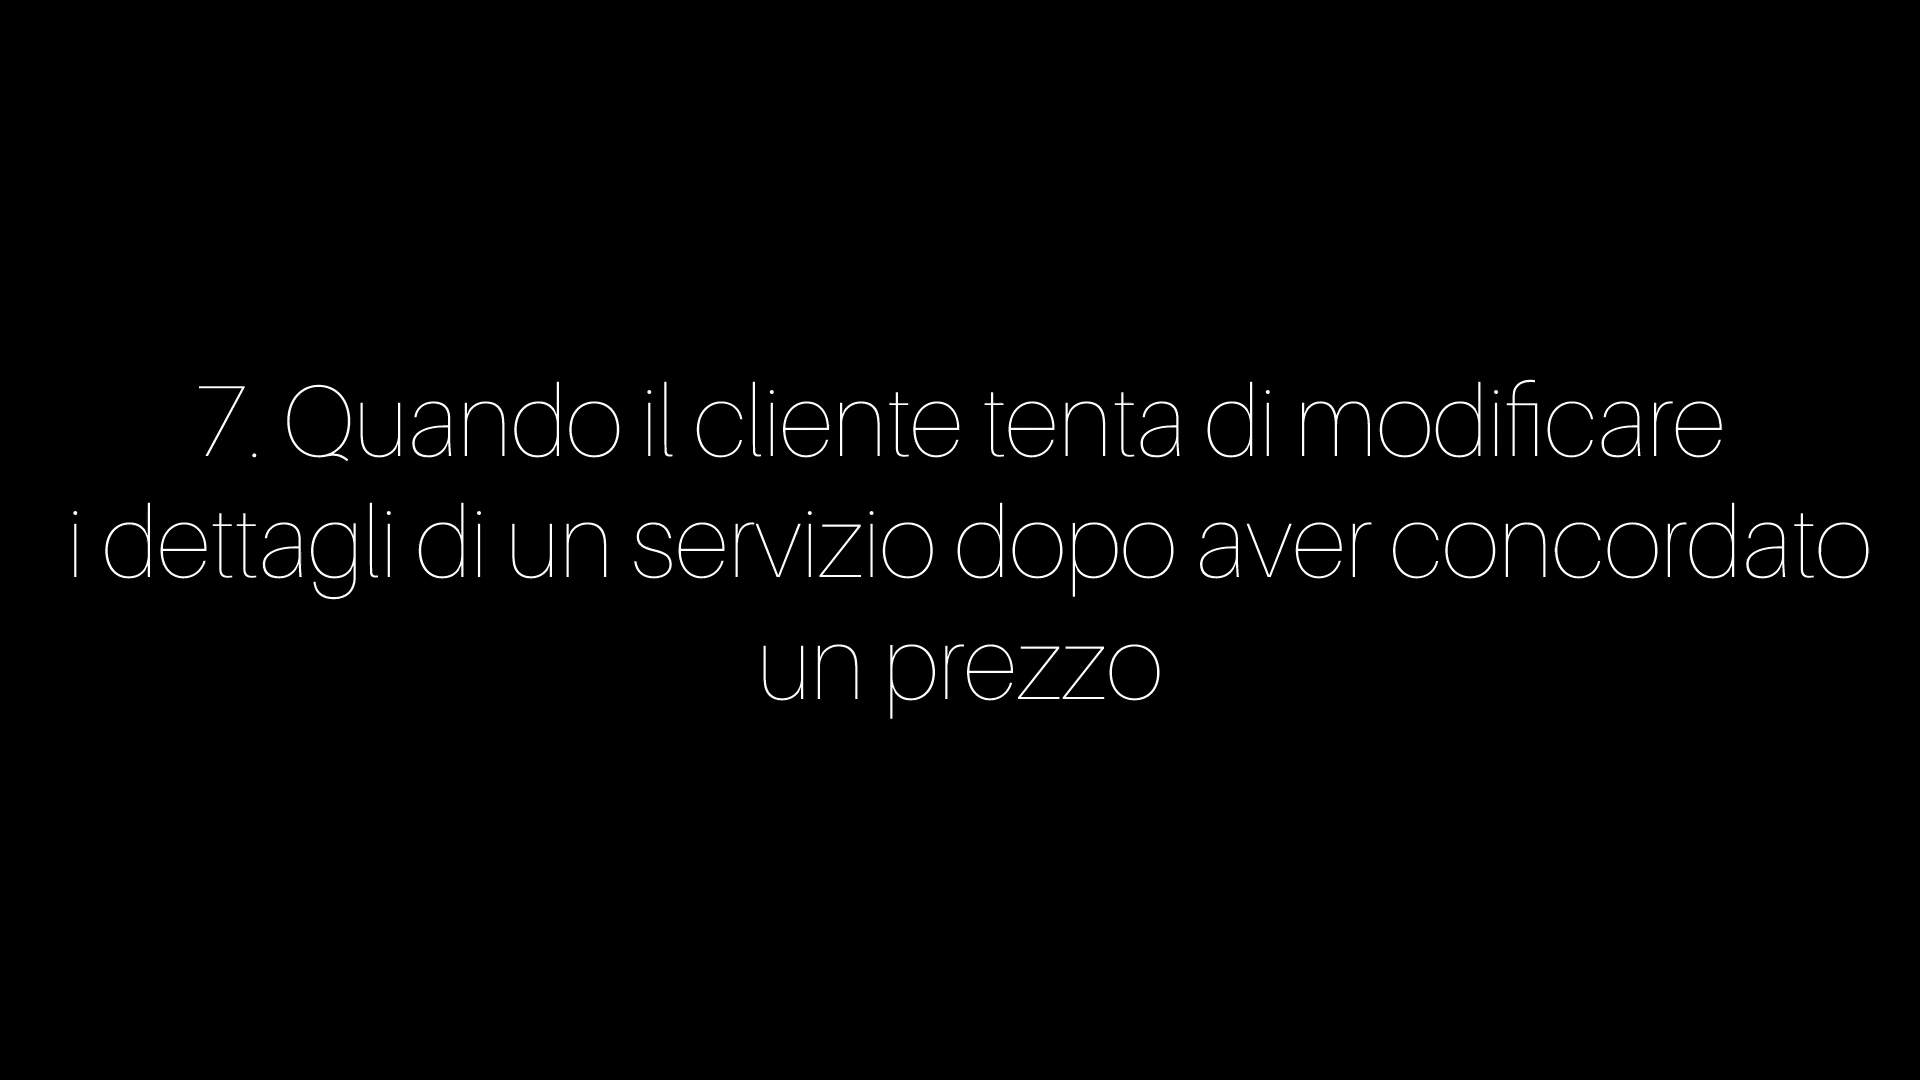 7. Quando il cliente tenta di modificare
i dettagli di un servizio dopo aver concordato
un prezzo